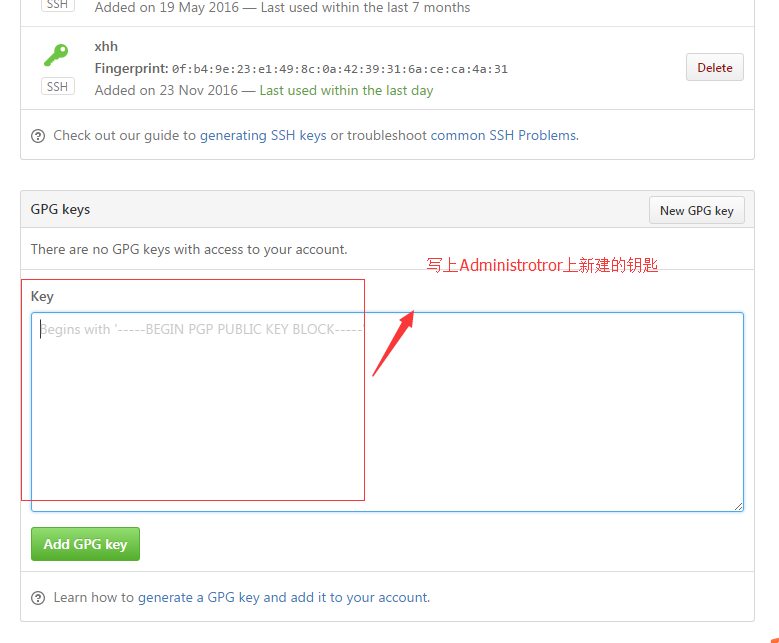 SSH Added on 19 May 2016 — Last used within the last 7 months
xhh
Fingerprint: 0f:b4:9e:23:e1:49:8c:0a:42:39:31:6a:ce:ca:4a:31
Delete
SSH Added on 23 Nov 2016 — Last used within the last day
Check out our guide to generating SSH keys or troubleshoot common SSH Problems.
GPG keys
New GPG key
There are no GPG keys with access to your account.
写上Administrotror上新建的钥匙
Key
Begins with '-----BEGIN PGP PUBLIC KEY BLOCK-----'
Add GPG key
Learn how to generate a GPG key and add it to your account.